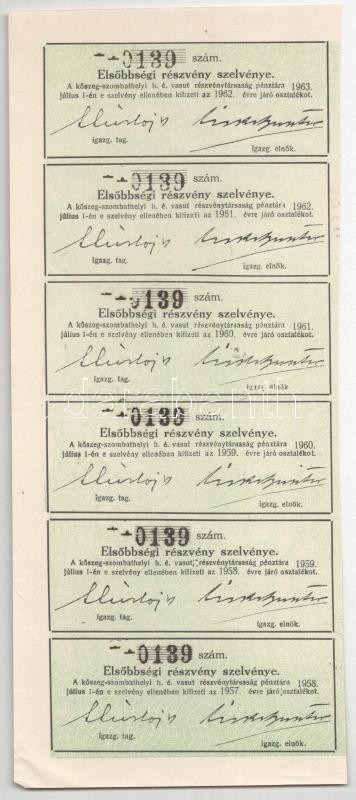 0139 szám.
Elsőbbségi részvény szelvénye.
A kőszeg-szombathelyi h. é. vasut részvénytársaság pénztára 1963.
július 1-én e szelvény ellenében kifizeti az 1962. évre járó osztalékot.
igazg. tag.
igazg. elnök.
0139 szám.
Elsőbbségi részvény szelvénye.
A kőszeg-szombathelyi h. é. vasut részvénytársaság pénztára 1962.
július 1-én e szelvény ellenében kifizeti az 1961. évre járó osztalékot.
igazg. tag.
igazg. elnök.
0139 szám.
Elsőbbségi részvény szelvénye.
A kőszeg-szombathelyi h. é. vasut részvénytársaság pénztára 1961.
július 1-én e szelvény ellenében kifizeti az 1960. évre járó osztalékot.
igazg. tag.
igazg. elnök.
0139 szám.
Elsőbbségi részvény szelvénye.
A kőszeg-szombathelyi h. é. vasut részvénytársaság pénztára 1960.
július 1-én e szelvény ellenében kifizeti az 1959. évre járó osztalékot.
igazg. tag.
igazg. elnök.
0139 szám.
Elsőbbségi részvény szelvénye.
A kőszeg-szombathelyi h. é. vasut részvénytársaság pénztára 1959.
július 1-én e szelvény ellenében kifizeti az 1958. évre járó osztalékot.
igazg. tag.
igazg. elnök.
0139 szám.
Elsőbbségi részvény szelvénye.
A kőszeg-szombathelyi h. é. vasut részvénytársaság pénztára 1958.
július 1-én e szelvény ellenében kifizeti az 1957. évre járó osztalékot.
igazg. tag.
igazg. elnök.